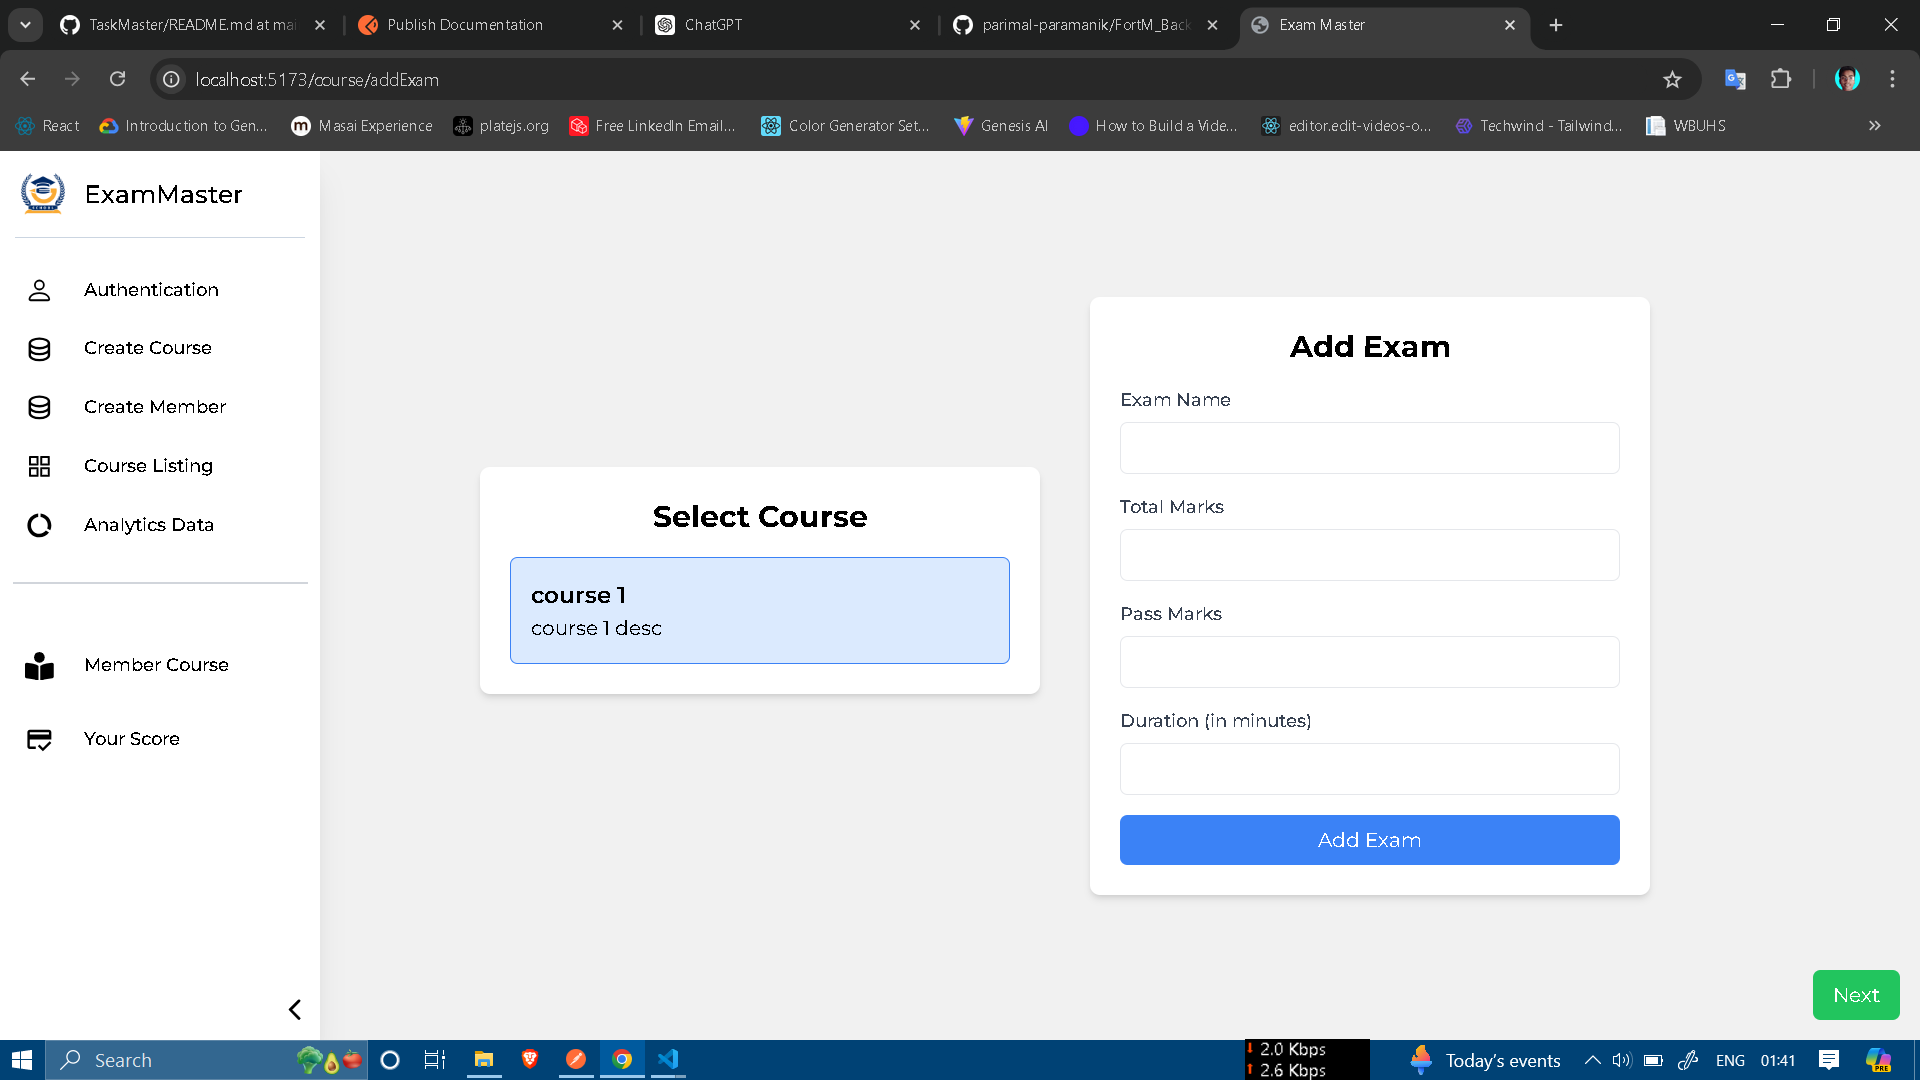 TaskMaster/README.md at mai
Publish Documentation
ChatGPT
parimal-paramanik/FortM_Back
Exam Master
localhost:5173/course/addExam
React
Introduction to Gen...
Masai Experience
platejs.org
Free LinkedIn Email...
Color Generator Set...
Genesis AI
How to Build a Vide...
editor.edit-videos-o...
Techwind - Tailwind...
WBUHS
ExamMaster
Authentication
Create Course
Create Member
Course Listing
Analytics Data
Member Course
Your Score
Select Course
course 1
course 1 desc
Add Exam
Exam Name
Total Marks
Pass Marks
Duration (in minutes)
Add Exam
Next
Search
2.0 Kbps
2.6 Kbps
Today's events
ENG
01:41
PRE